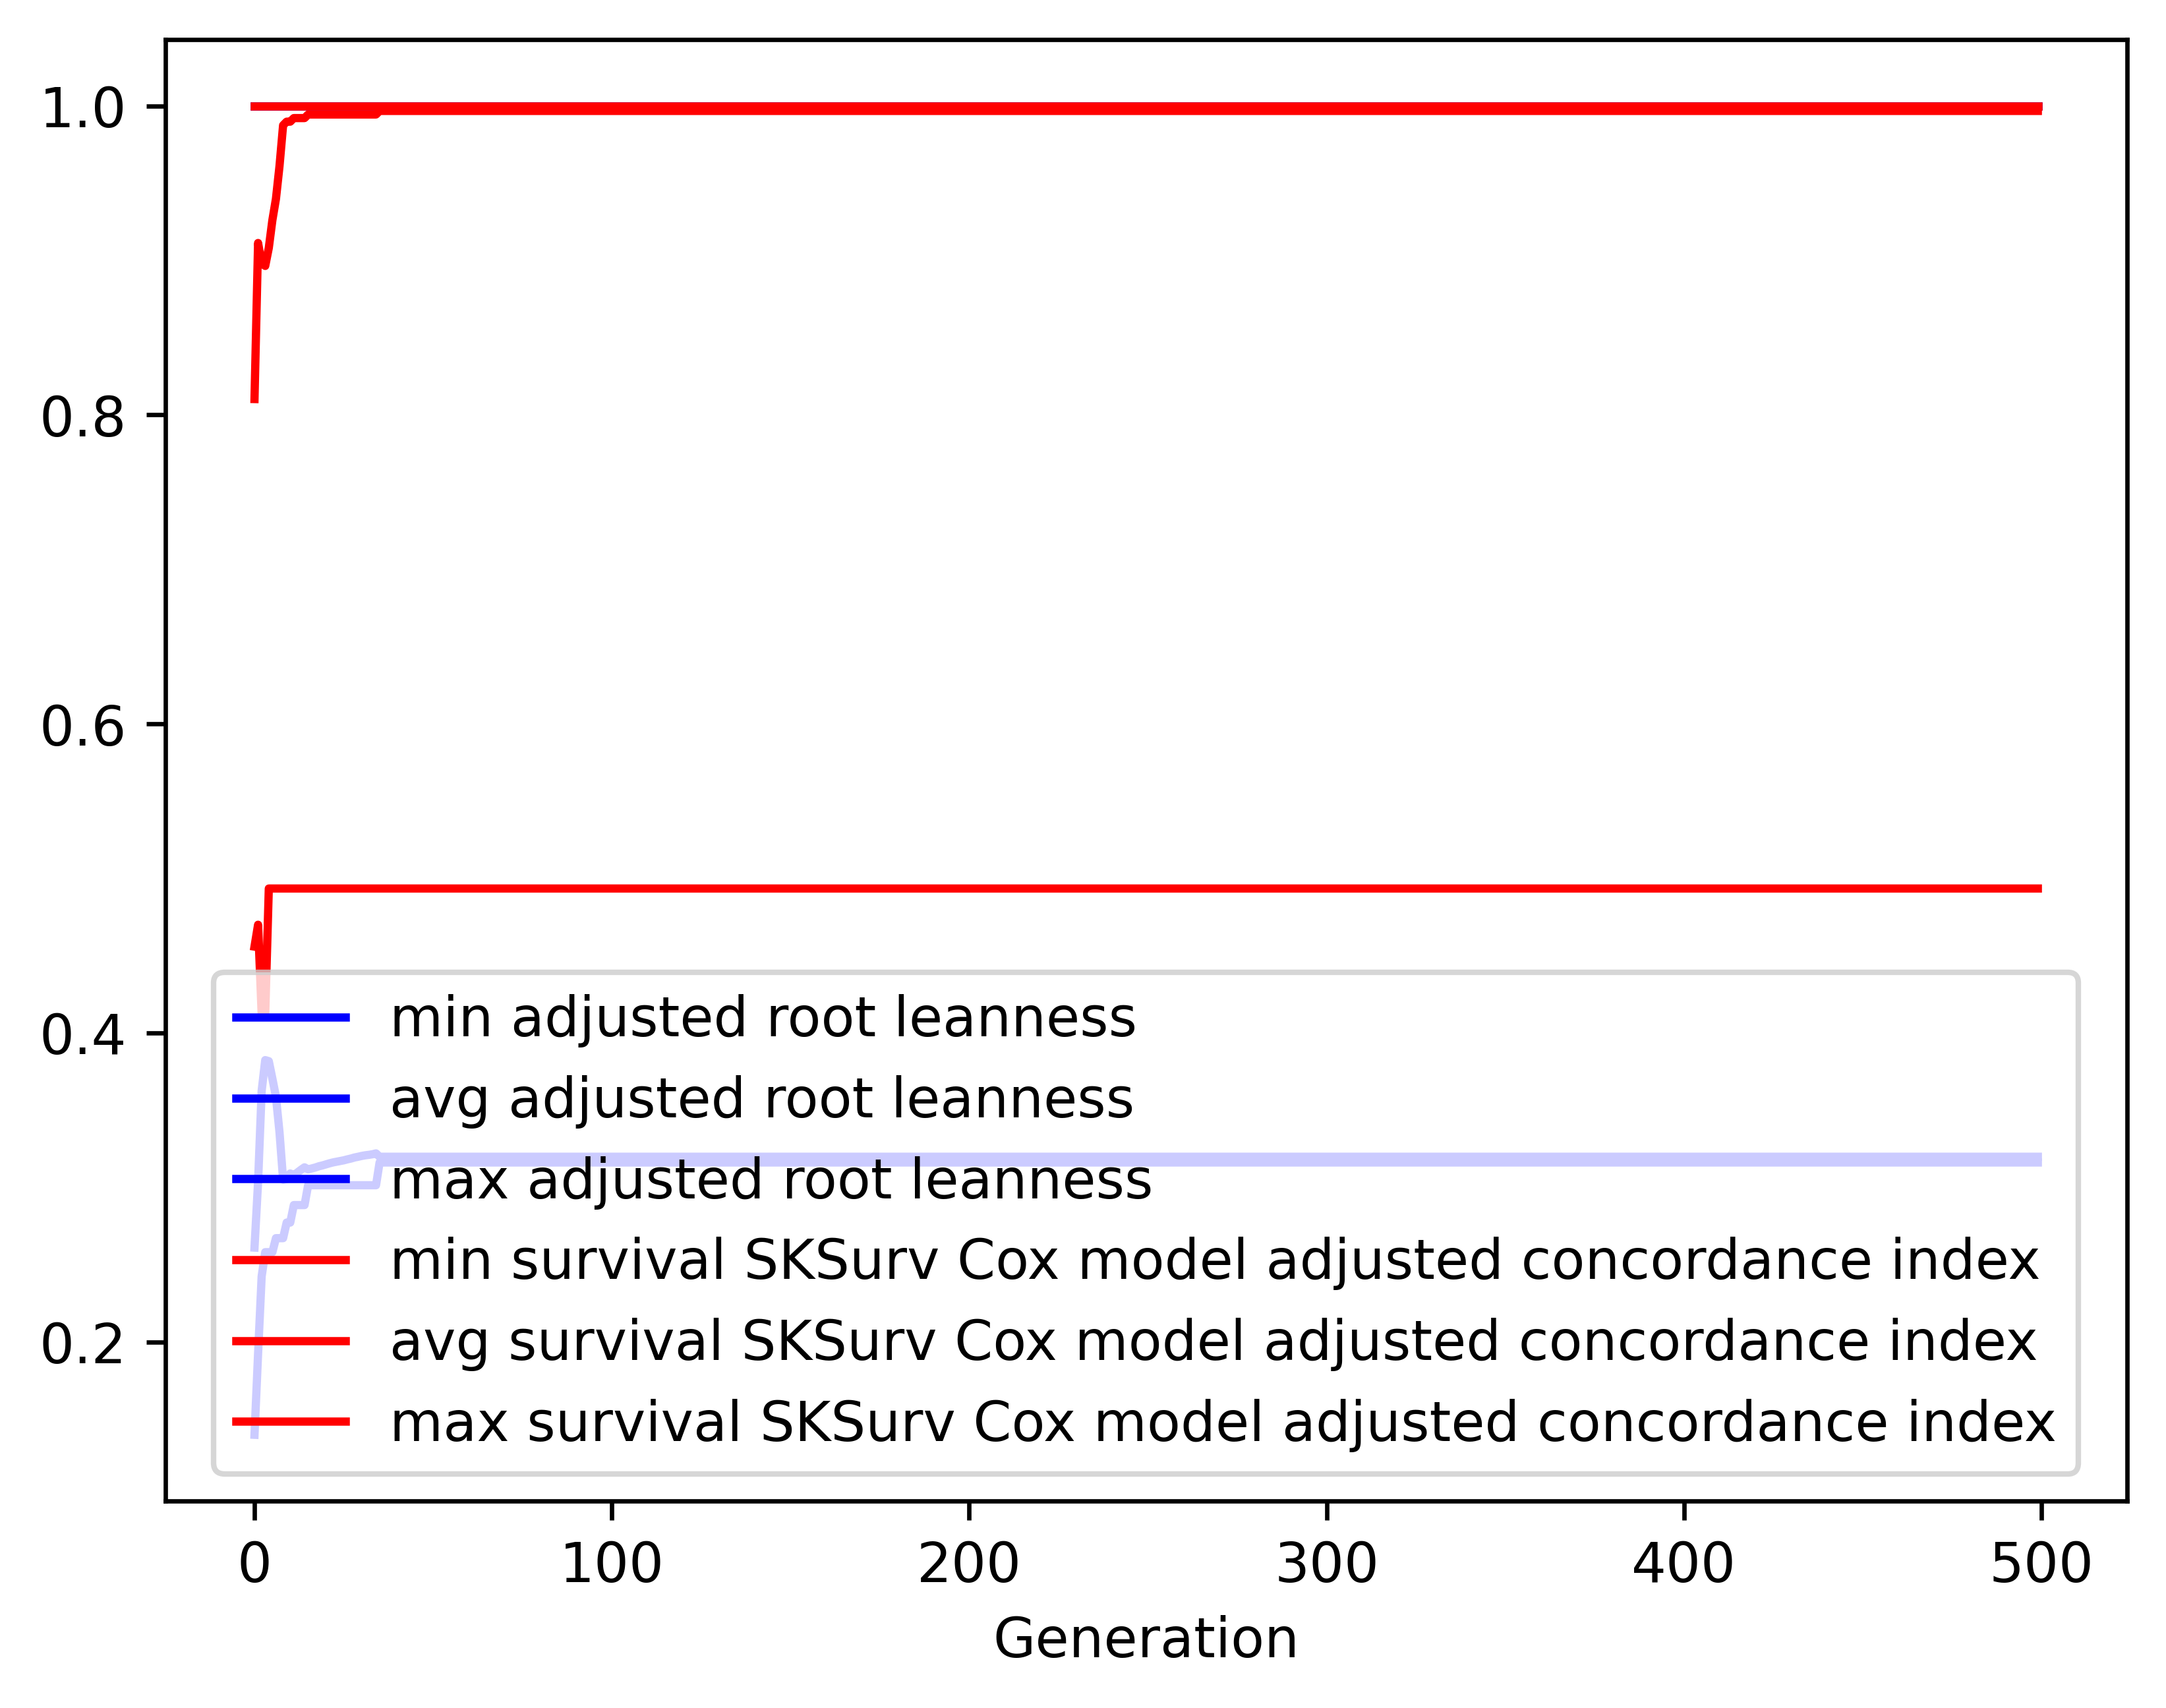 1.0
0.8
0.6
0.4
0.2
min adjusted root leanness
avg adjusted root leanness
max adjusted root leanness
min survival SKSurv Cox model adjusted concordance index
avg survival SKSurv Cox model adjusted concordance index
max survival SKSurv Cox model adjusted concordance index
0 100 200 300 400 500
Generation